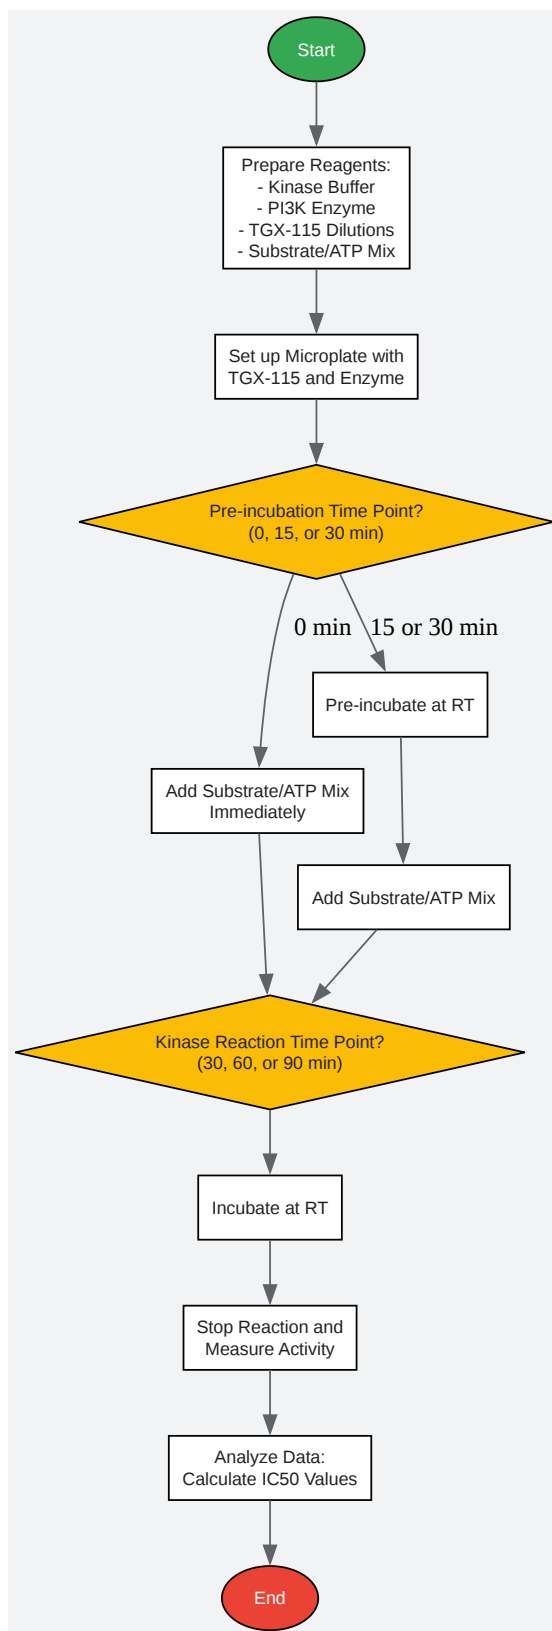 Start
Prepare Reagents:
- Kinase Buffer
- PI3K Enzyme
- TGX-115 Dilutions
- Substrate/ATP Mix
Set up Microplate with
TGX-115 and Enzyme
Pre-incubation Time Point?
(0, 15, or 30 min)
0 min
15 or 30 min
Pre-incubate at RT
Add Substrate/ATP Mix
Immediately
Add Substrate/ATP Mix
Kinase Reaction Time Point?
(30, 60, or 90 min)
Incubate at RT
Stop Reaction and
Measure Activity
Analyze Data:
Calculate IC50 Values
End